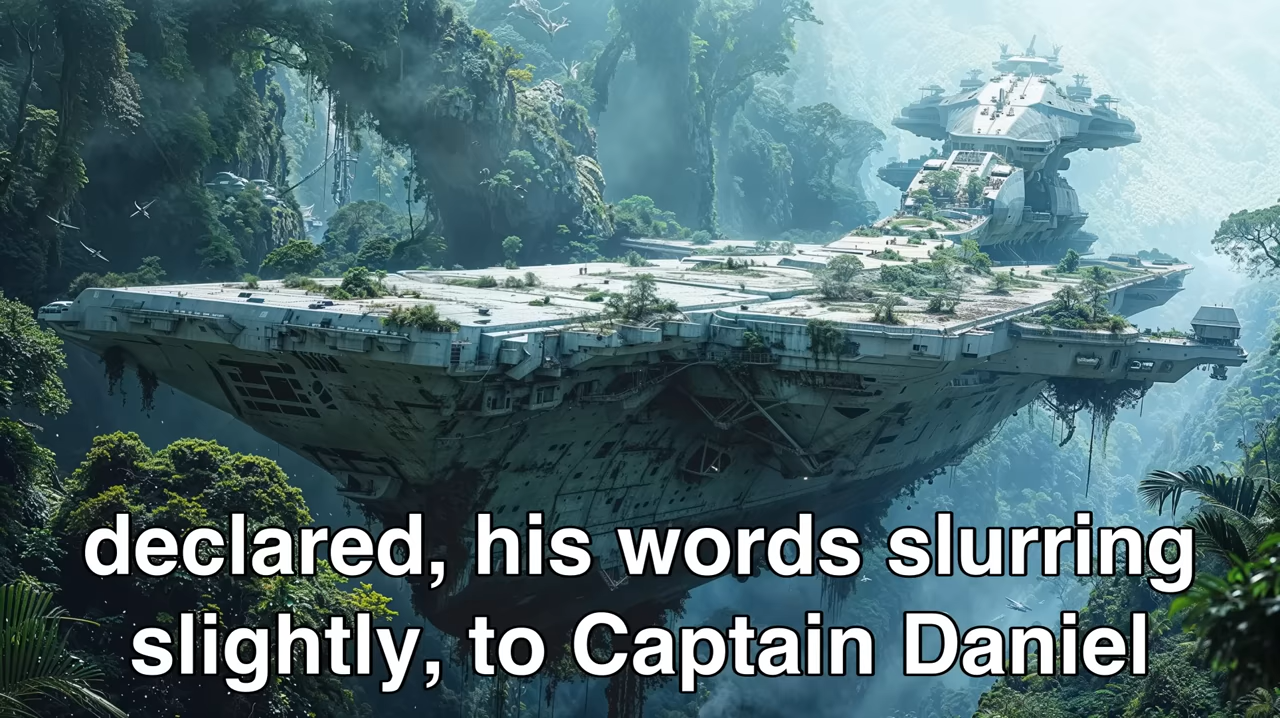 declared, his words slurring
slightly, to Captain Daniel